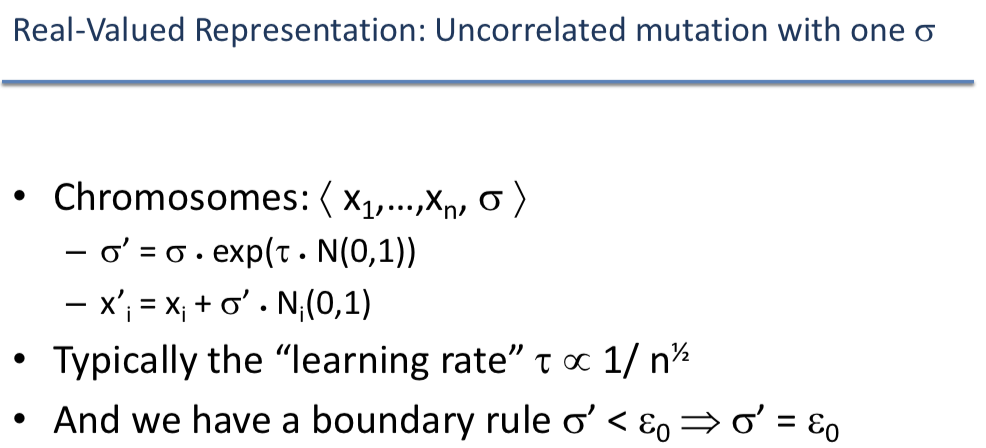 Real-Valued Representation: Uncorrelated mutation with one σ
• Chromosomes: ⟨ x₁,…,xₙ, σ ⟩
– σ′ = σ · exp(τ · N(0,1))
– x′ᵢ = xᵢ + σ′ · Nᵢ(0,1)
• Typically the “learning rate” τ ∝ 1/ n^½
• And we have a boundary rule σ′ < ε₀ ⇒ σ′ = ε₀